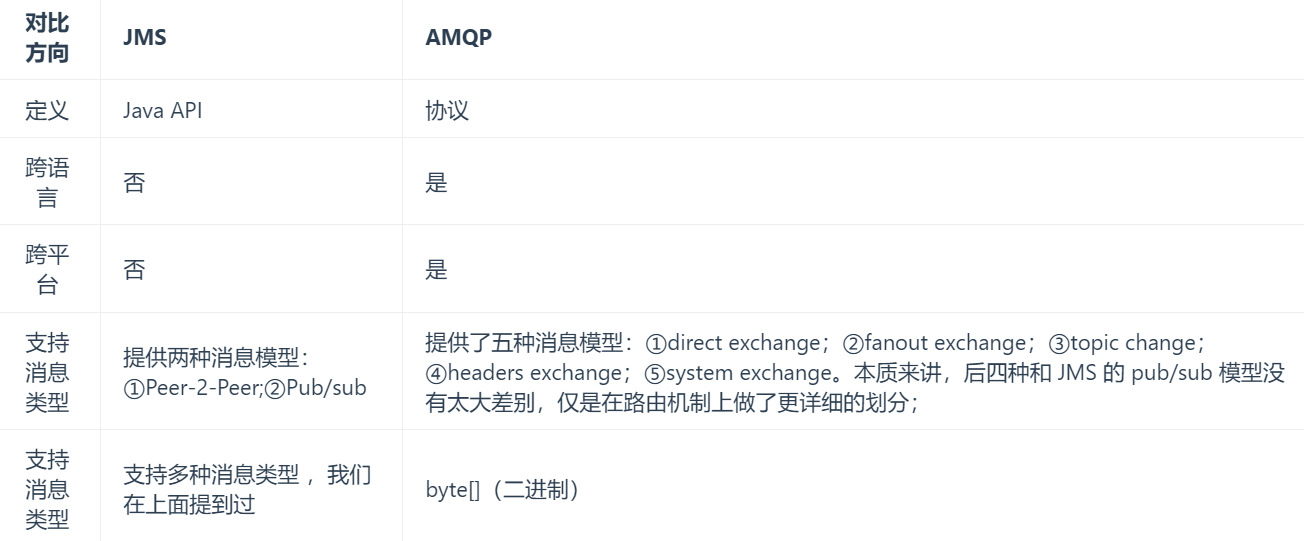 对比
方向
JMS
AMQP
定义
Java API
协议
跨语
言
否
是
跨平
台
否
是
支持
消息
类型
提供两种消息模型：
①Peer-2-Peer;②Pub/sub
提供了五种消息模型：①direct exchange；②fanout exchange；③topic change；
④headers exchange；⑤system exchange。本质来讲，后四种和 JMS 的 pub/sub 模型没
有太大差别，仅是在路由机制上做了更详细的划分；
支持
消息
类型
支持多种消息类型 ，我们
在上面提到过
byte[]（二进制）